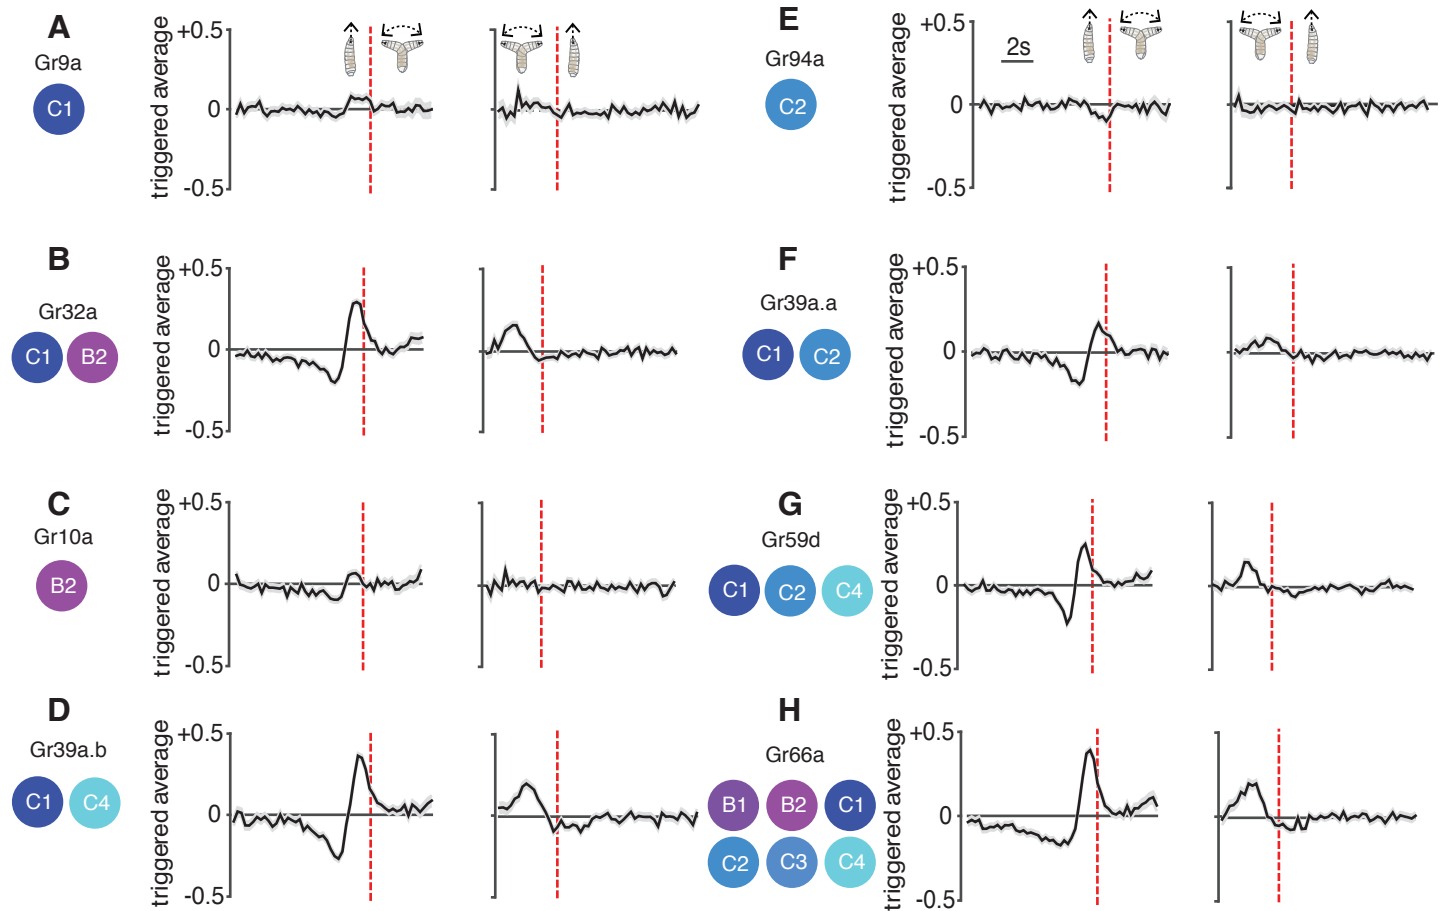 A
Gr9a
C1
triggered average
+0.5
0
-0.5
B
Gr32a
C1 B2
triggered average
+0.5
0
-0.5
C
Gr10a
B2
triggered average
+0.5
0
-0.5
D
Gr39a.b
C1 C4
triggered average
+0.5
0
-0.5
E
Gr94a
C2
triggered average
+0.5
2s
0
-0.5
F
Gr39a.a
C1 C2
triggered average
+0.5
0
-0.5
G
Gr59d
C1 C2 C4
triggered average
+0.5
0
-0.5
H
Gr66a
B1 B2 C1
C2 C3 C4
triggered average
+0.5
0
-0.5